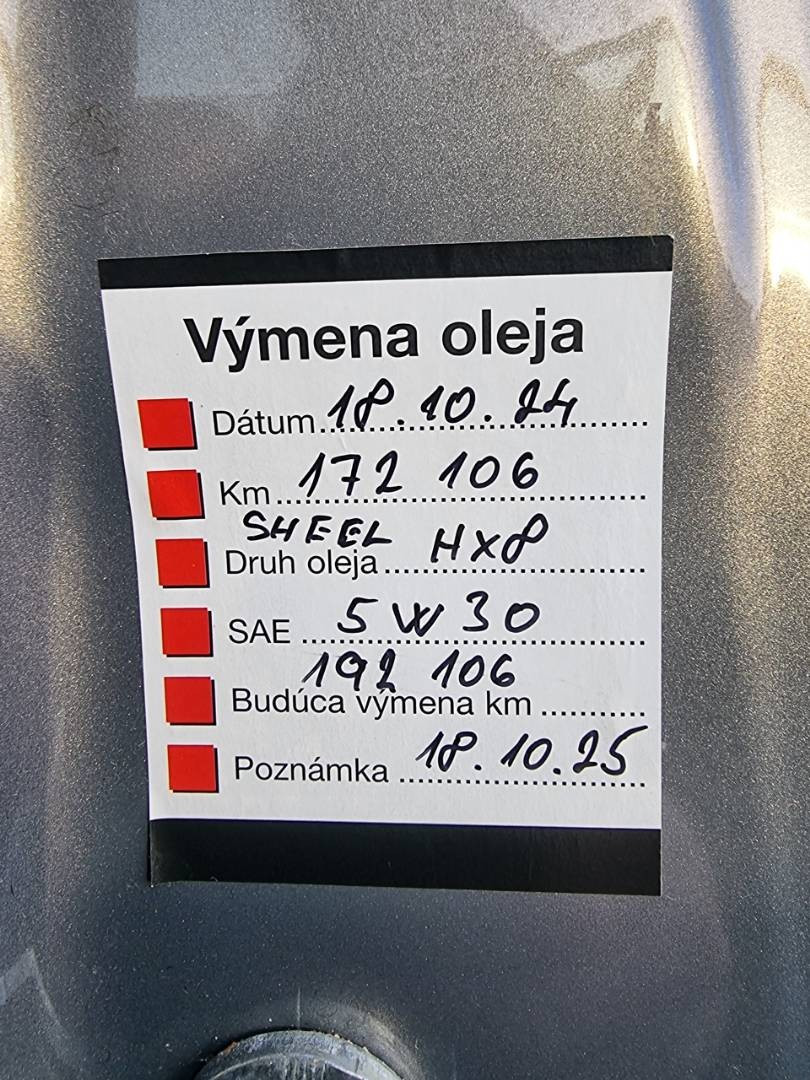 Výmena oleja
Dátum 18.10.24
Km 172 106
SHEEL HX8
Druh oleja
SAE 5W30
192 106
Budúca výmena km
Poznámka 18.10.25